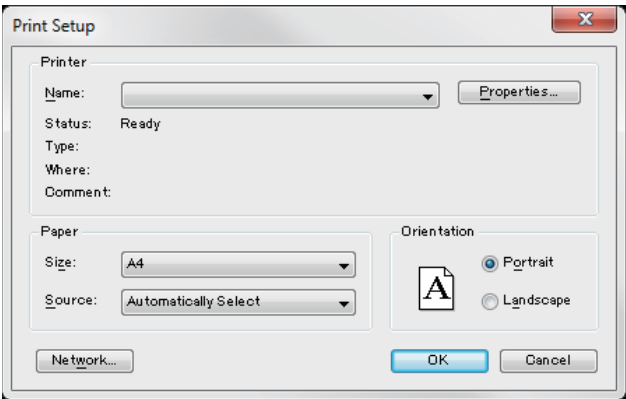 Print Setup
Printer
Name:
Properties...
Status: Ready
Type:
Where:
Comment:
Paper
Size: A4
Source: Automatically Select
Orientation
A
Portrait
Landscape
Network...
OK
Cancel